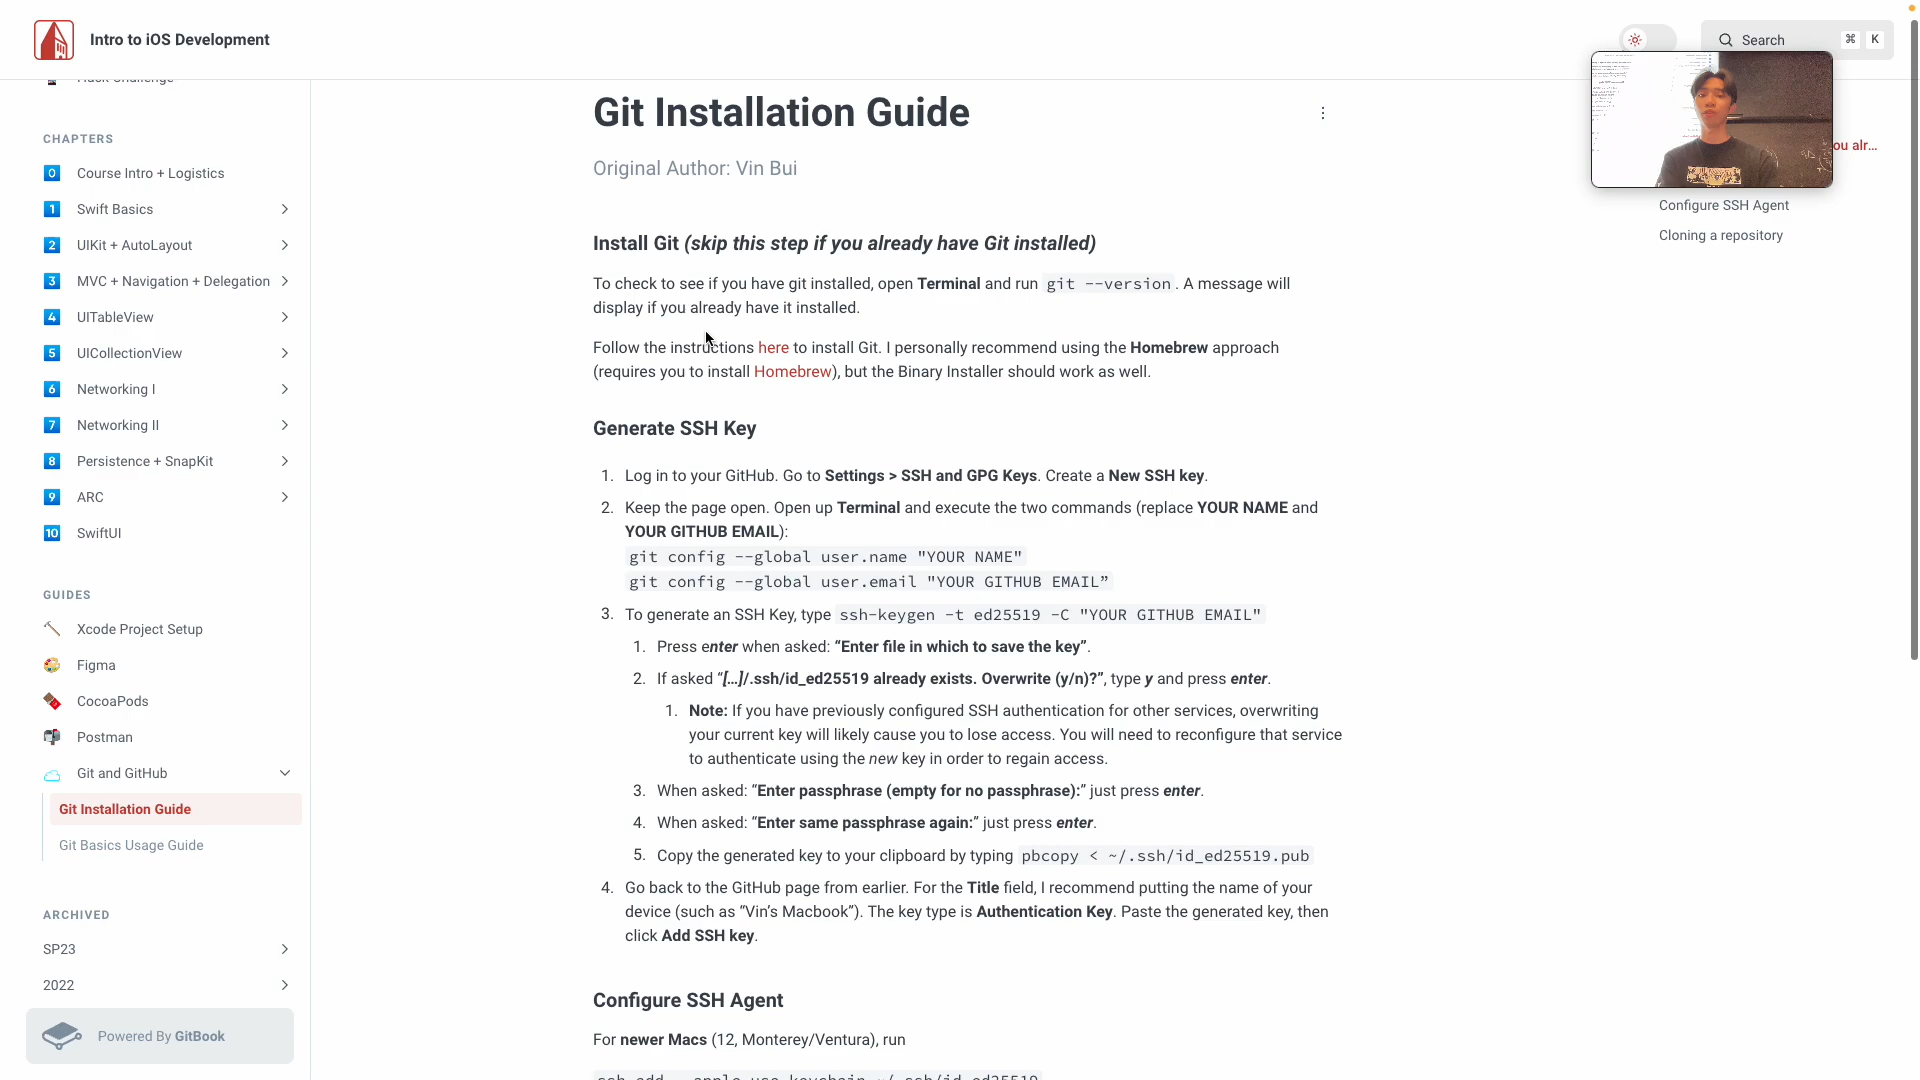 Intro to iOS Development
Search
⌘ K
Hack Challenge
CHAPTERS
0 Course Intro + Logistics
1 Swift Basics
2 UIKit + AutoLayout
3 MVC + Navigation + Delegation
4 UITableView
5 UICollectionView
6 Networking I
7 Networking II
8 Persistence + SnapKit
9 ARC
10 SwiftUI
GUIDES
Xcode Project Setup
Figma
CocoaPods
Postman
Git and GitHub
Git Installation Guide
Git Basics Usage Guide
ARCHIVED
SP23
2022
Powered By GitBook
Git Installation Guide
Original Author: Vin Bui
Install Git (skip this step if you already have Git installed)
To check to see if you have git installed, open Terminal and run git --version. A message will
display if you already have it installed.
Follow the instructions here to install Git. I personally recommend using the Homebrew approach
(requires you to install Homebrew), but the Binary Installer should work as well.
Generate SSH Key
1. Log in to your GitHub. Go to Settings > SSH and GPG Keys. Create a New SSH key.
2. Keep the page open. Open up Terminal and execute the two commands (replace YOUR NAME and
YOUR GITHUB EMAIL):
git config --global user.name "YOUR NAME"
git config --global user.email "YOUR GITHUB EMAIL”
3. To generate an SSH Key, type ssh-keygen -t ed25519 -C "YOUR GITHUB EMAIL"
1. Press enter when asked: “Enter file in which to save the key”.
2. If asked “[…]/.ssh/id_ed25519 already exists. Overwrite (y/n)?”, type y and press enter.
1. Note: If you have previously configured SSH authentication for other services, overwriting
your current key will likely cause you to lose access. You will need to reconfigure that service
to authenticate using the new key in order to regain access.
3. When asked: “Enter passphrase (empty for no passphrase):” just press enter.
4. When asked: “Enter same passphrase again:” just press enter.
5. Copy the generated key to your clipboard by typing pbcopy < ~/.ssh/id_ed25519.pub
4. Go back to the GitHub page from earlier. For the Title field, I recommend putting the name of your
device (such as “Vin’s Macbook”). The key type is Authentication Key. Paste the generated key, then
click Add SSH key.
Configure SSH Agent
For newer Macs (12, Monterey/Ventura), run
ssh-add --apple-use-keychain ~/.ssh/id_ed25519
ou alr…
Configure SSH Agent
Cloning a repository